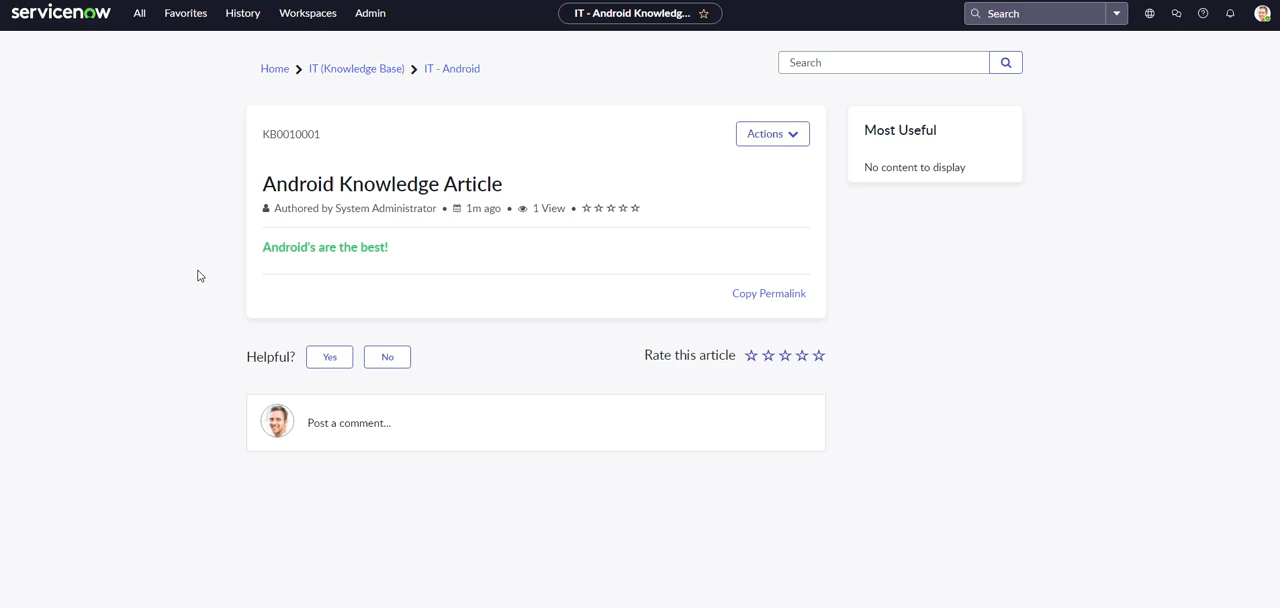 servicenow All Favorites History Workspaces Admin IT - Android Knowledg... Search
Home IT (Knowledge Base) IT - Android Search
KB0010001 Actions
Most Useful
No content to display
Android Knowledge Article
Authored by System Administrator • 1m ago • 1 View •
Android's are the best!
Copy Permalink
Helpful? Yes No Rate this article
Post a comment...